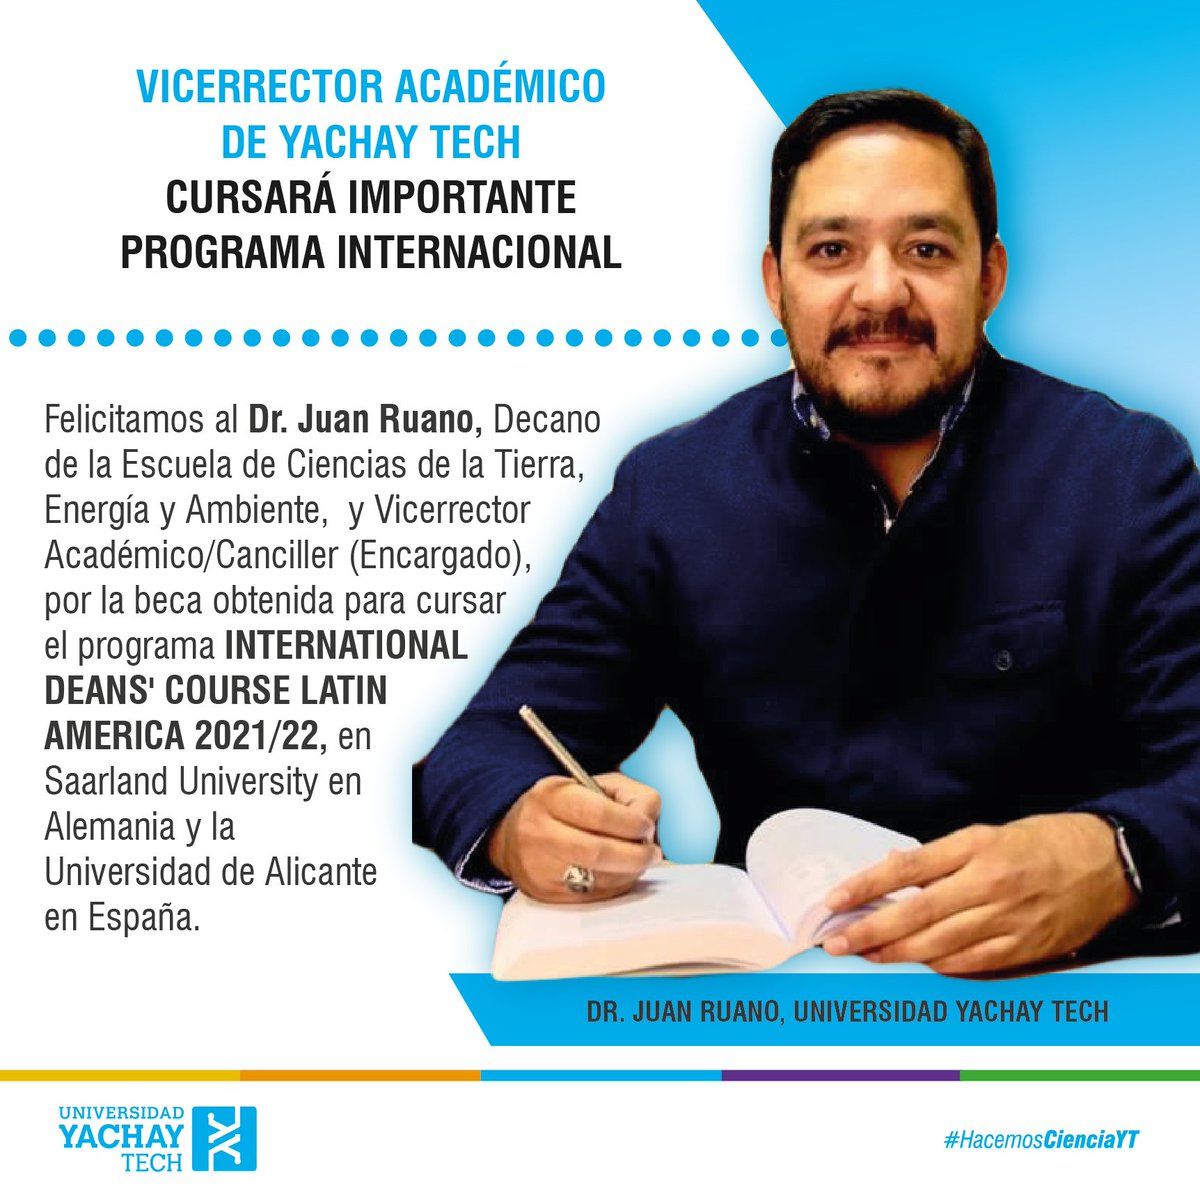 VICERRECTOR ACADÉMICO
DE YACHAY TECH
CURSARÁ IMPORTANTE
PROGRAMA INTERNACIONAL
Felicitamos al Dr. Juan Ruano, Decano
de la Escuela de Ciencias de la Tierra,
Energía y Ambiente, y Vicerrector
Académico/Canciller (Encargado),
por la beca obtenida para cursar
el programa INTERNATIONAL
DEANS' COURSE LATIN
AMERICA 2021/22, en
Saarland University en
Alemania y la
Universidad de Alicante
en España.
DR. JUAN RUANO, UNIVERSIDAD YACHAY TECH
UNIVERSIDAD
YACHAY
TECH
#HacemosCienciaYT